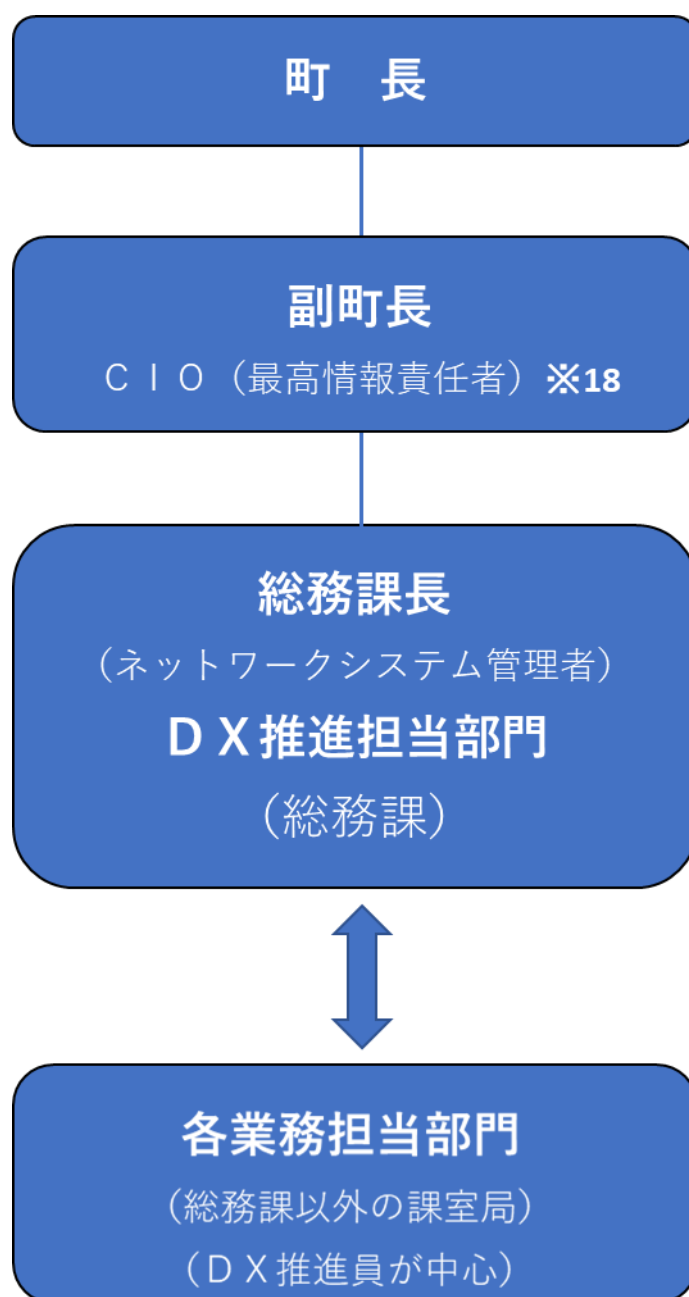 町　長
副町長
ＣＩＯ（最高情報責任者）※18
総務課長
（ネットワークシステム管理者）
ＤＸ推進担当部門
（総務課）
各業務担当部門
（総務課以外の課室局）
（ＤＸ推進員が中心）